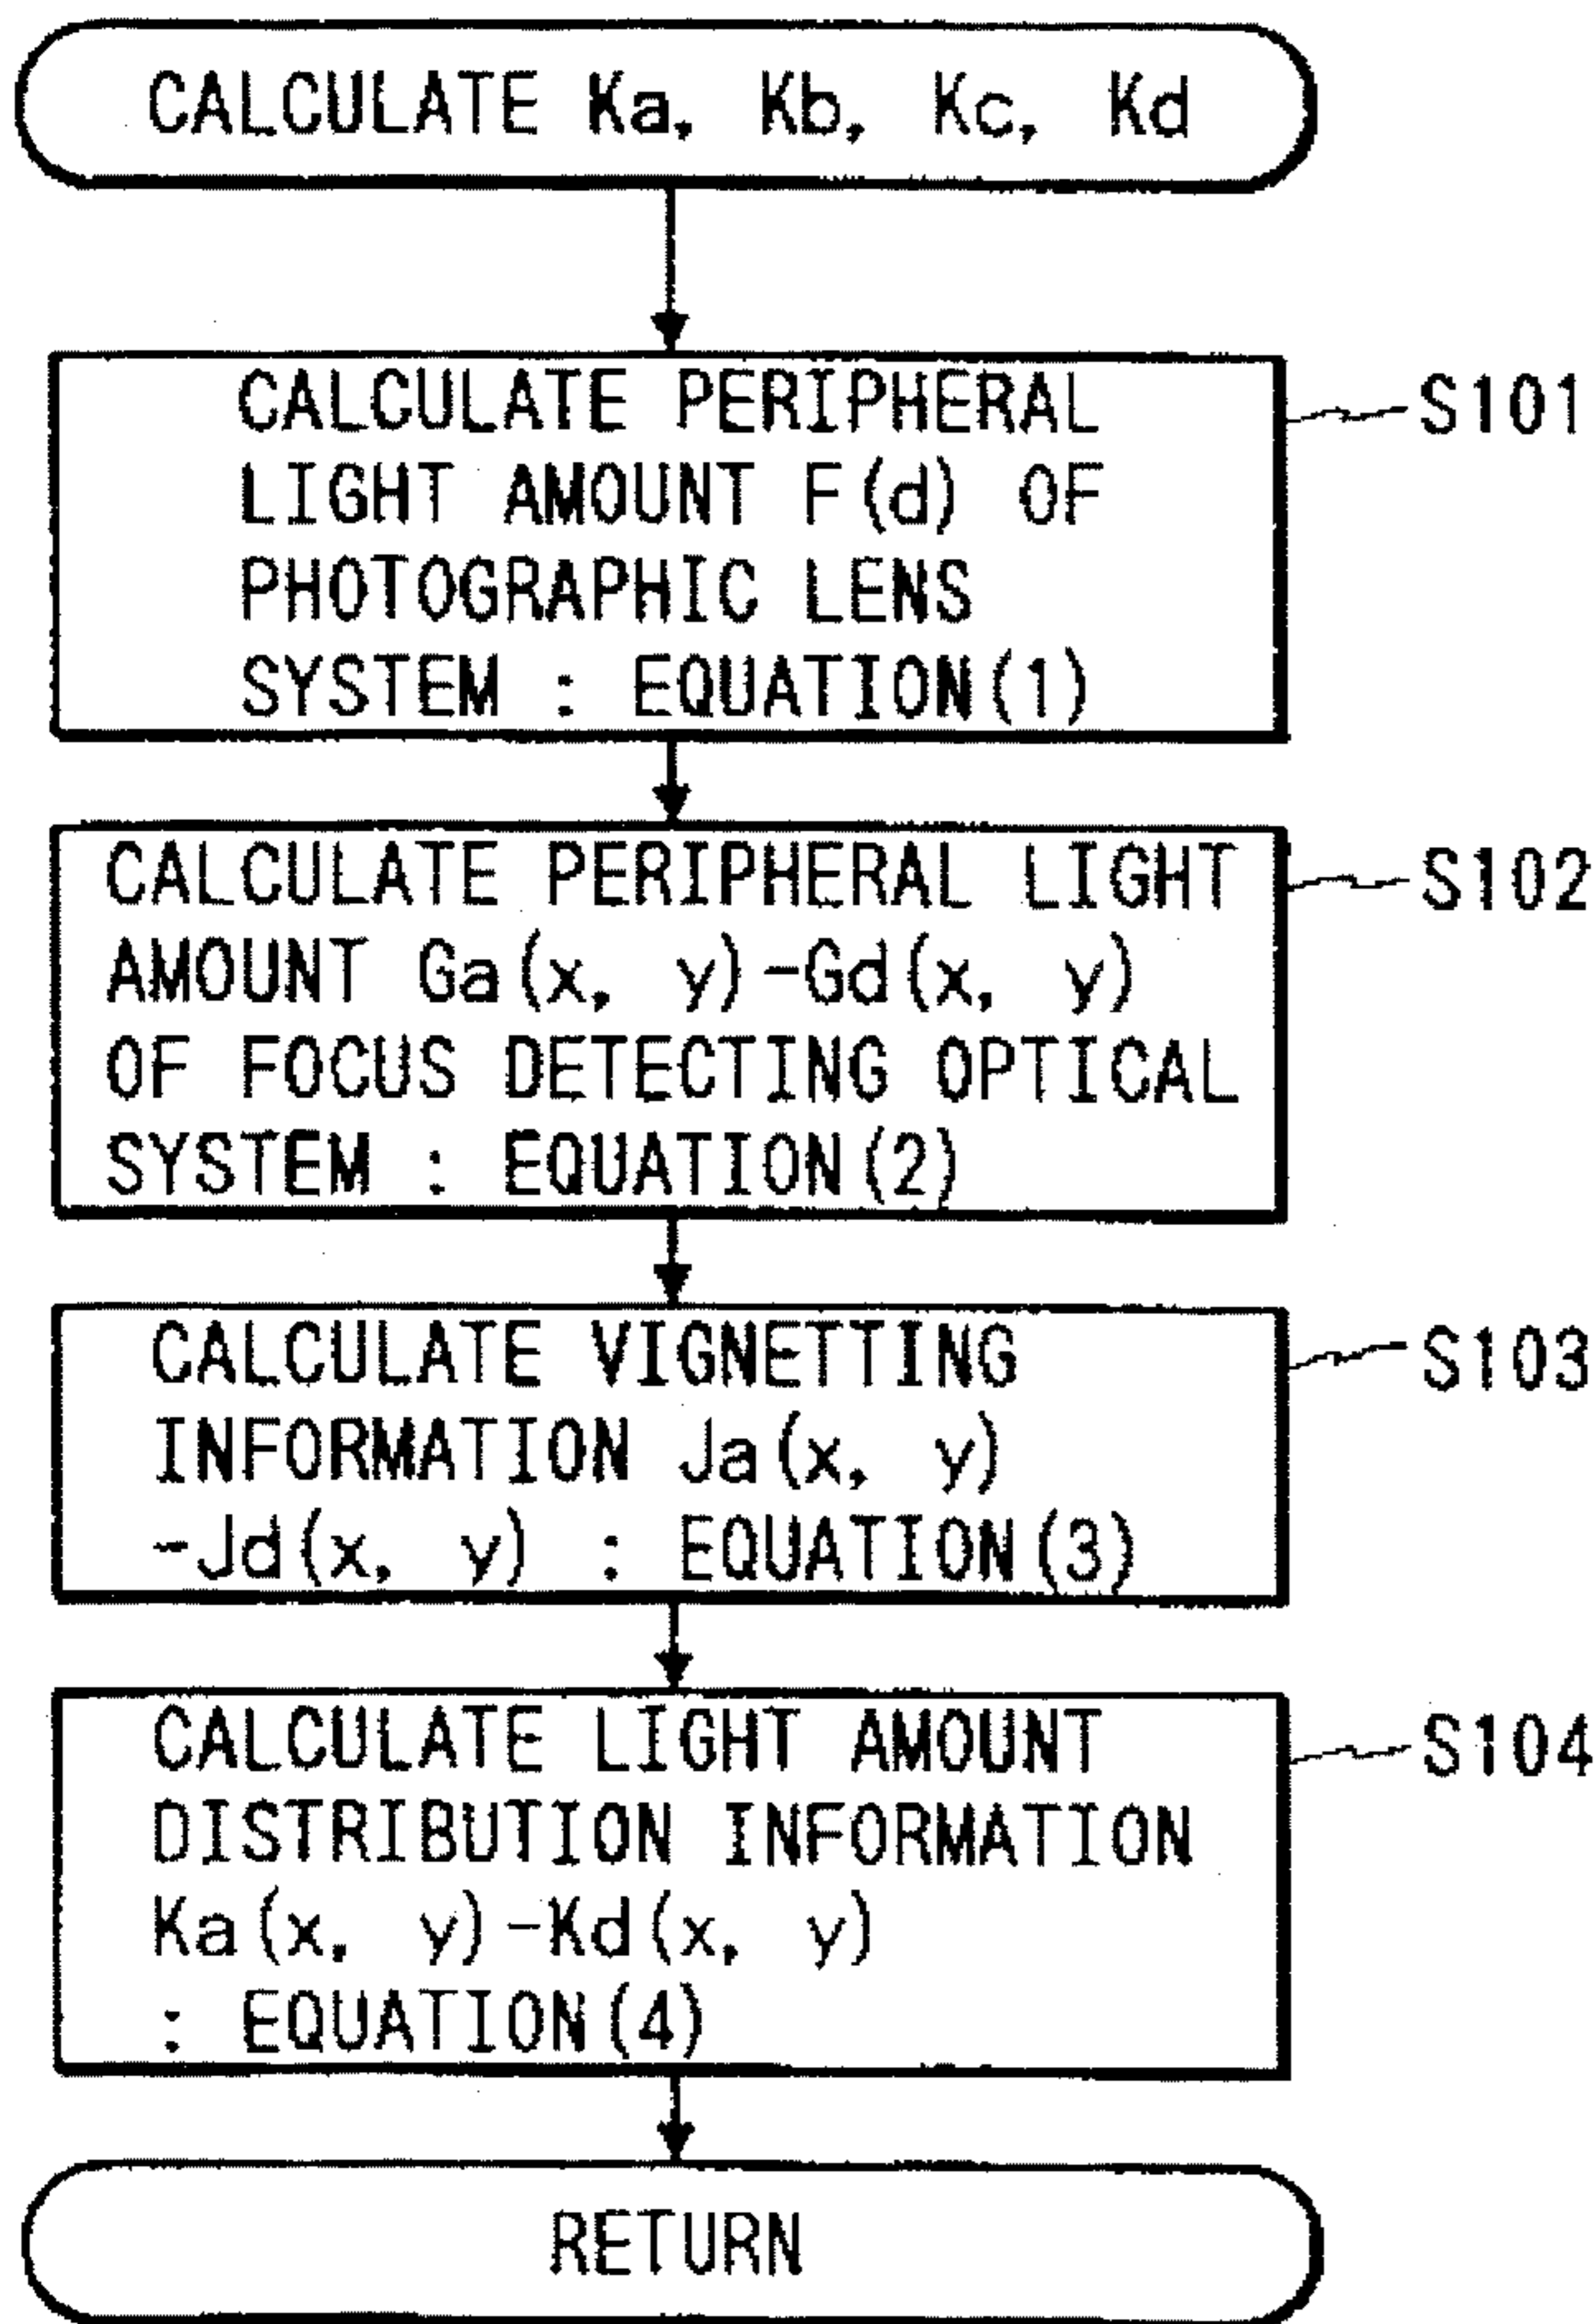 CALCULATE Ka, Kb, Kc, Kd
CALCULATE PERIPHERAL
LIGHT AMOUNT F(d) OF
PHOTOGRAPHIC LENS
SYSTEM : EQUATION(1)
S101
CALCULATE PERIPHERAL LIGHT
AMOUNT Ga(x, y)-Gd(x, y)
OF FOCUS DETECTING OPTICAL
SYSTEM : EQUATION(2)
S102
CALCULATE VIGNETTING
INFORMATION Ja(x, y)
-Jd(x, y) : EQUATION(3)
S103
CALCULATE LIGHT AMOUNT
DISTRIBUTION INFORMATION
Ka(x, y)-Kd(x, y)
: EQUATION(4)
S104
RETURN